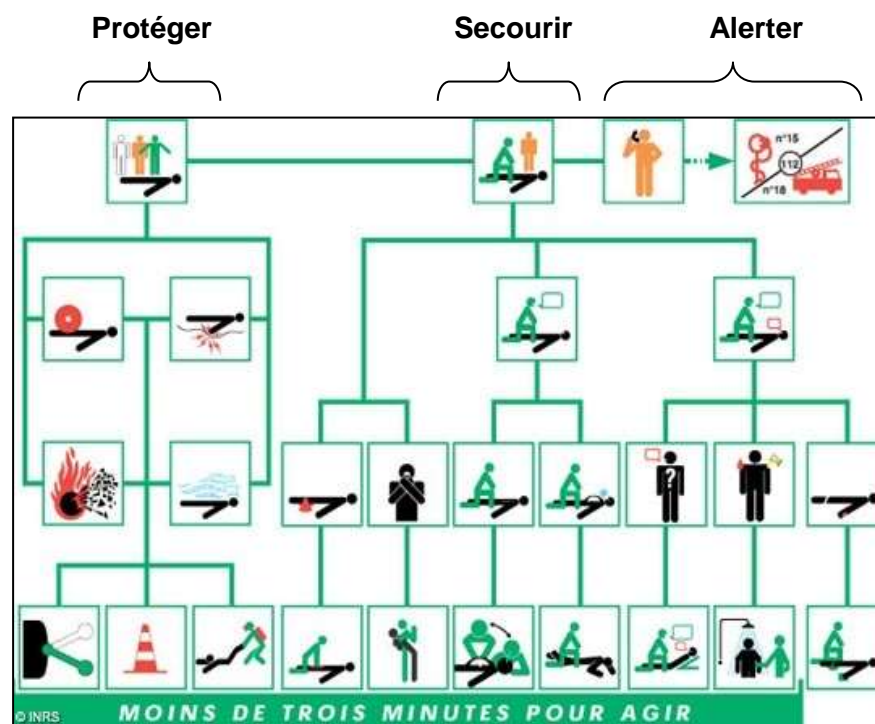 Protéger Secourir Alerter
n°15
112
n°18
?
© INRS MOINS DE TROIS MINUTES POUR AGIR